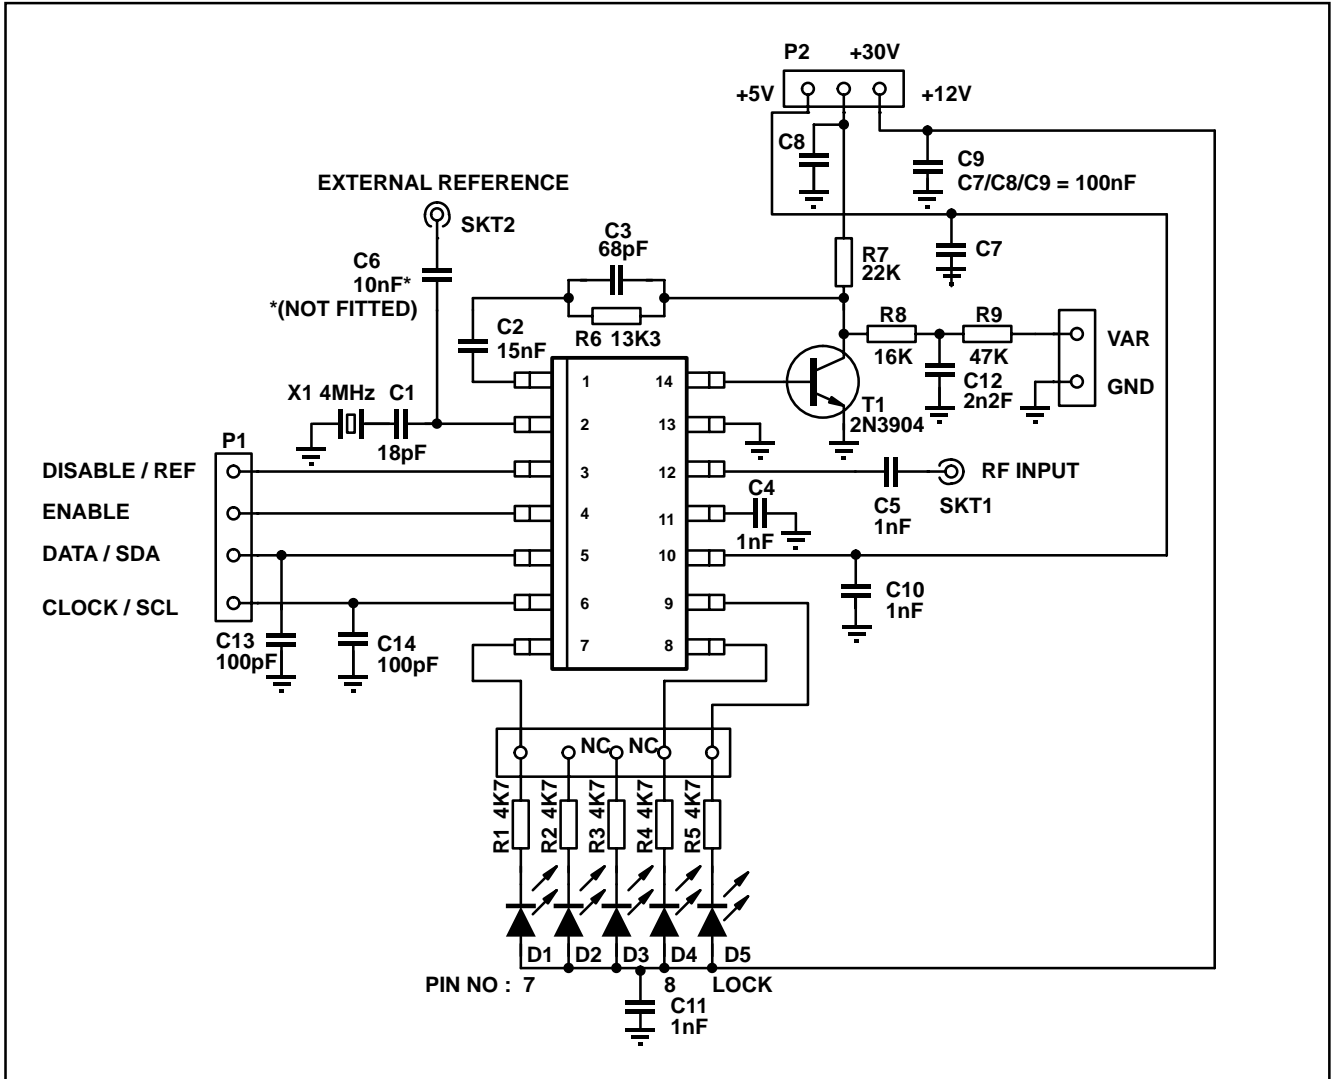 P2 +30V
+5V +12V
C8
C9
C7/C8/C9 = 100nF
EXTERNAL REFERENCE
SKT2
C3
68pF
C6
10nF*
*(NOT FITTED)
R7
22K
C7
C2
15nF
R6 13K3
R8
16K
R9
47K
VAR
GND
C12
2n2F
X1 4MHz C1
18pF
T1
2N3904
P1
1 14
2 13
3 12
4 11
5 10
6 9
7 8
DISABLE / REF
ENABLE
DATA / SDA
CLOCK / SCL
RF INPUT
C5
1nF
SKT1
C4
1nF
C10
1nF
C13
100pF
C14
100pF
NC NC
R1 4K7
R2 4K7
R3 4K7
R4 4K7
R5 4K7
D1 D2 D3 D4 D5
PIN NO : 7 8 LOCK
C11
1nF